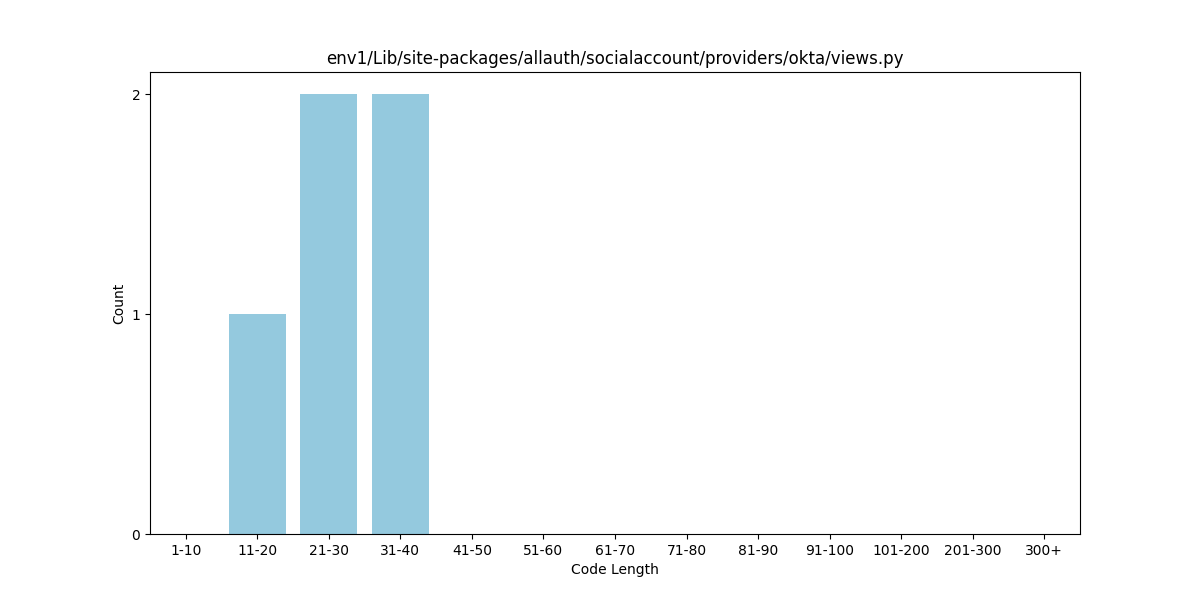 env1/Lib/site-packages/allauth/socialaccount/providers/okta/views.py
Count
2
1
0
1-10 11-20 21-30 31-40 41-50 51-60 61-70 71-80 81-90 91-100 101-200 201-300 300+
Code Length